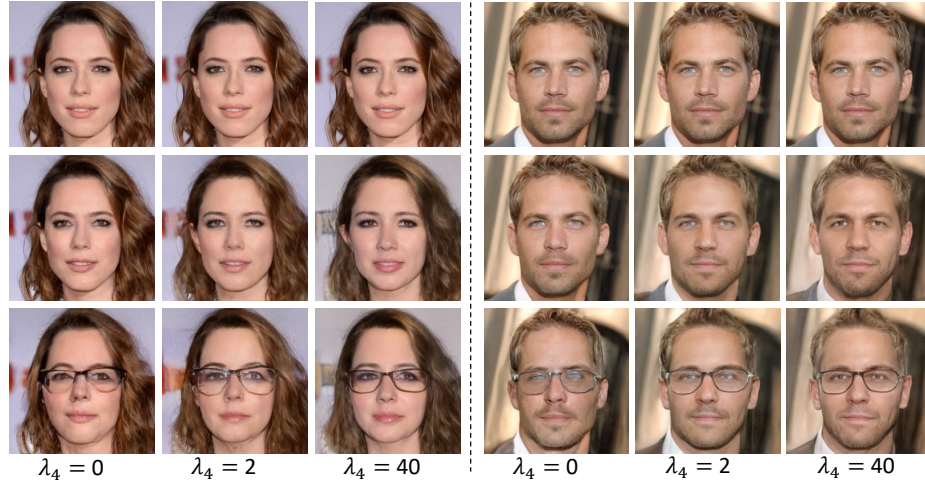 λ₄ = 0 λ₄ = 2 λ₄ = 40 λ₄ = 0 λ₄ = 2 λ₄ = 40